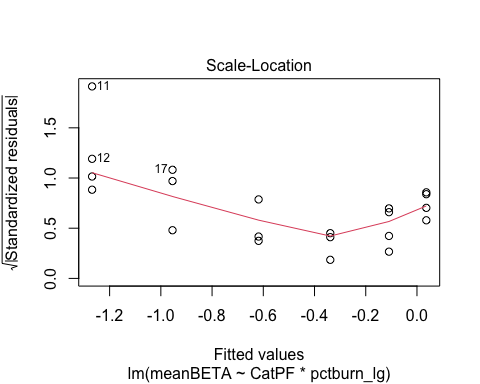 Scale-Location
√|Standardized residuals|
0.0 0.5 1.0 1.5
11
12
17
-1.2 -1.0 -0.8 -0.6 -0.4 -0.2 0.0
Fitted values
lm(meanBETA ~ CatPF * pctburn_lg)